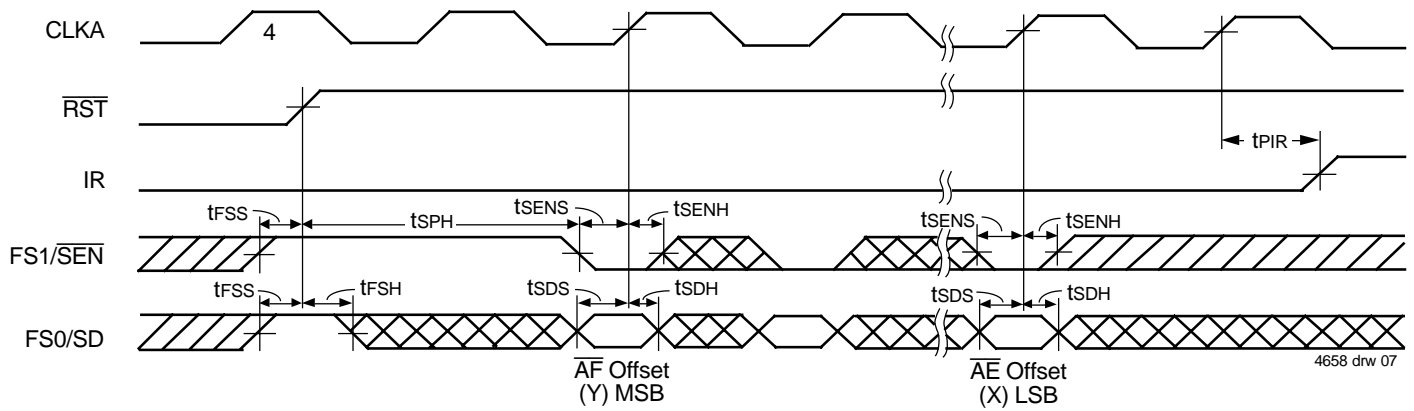 CLKA
4
RST
tPIR
IR
tFSS tSPH tSENS tSENH tSENS tSENH
FS1/SEN
tFSS tFSH tSDS tSDH tSDS tSDH
FS0/SD
4658 drw 07
AF Offset
(Y) MSB
AE Offset
(X) LSB